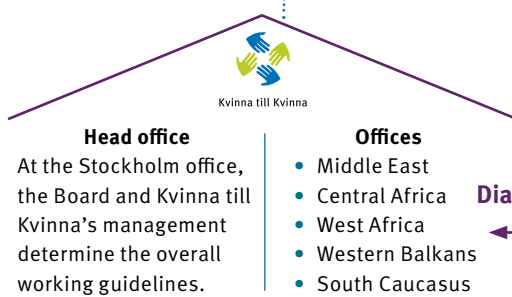 Kvinna till Kvinna
Head office
At the Stockholm office,
the Board and Kvinna till
Kvinna’s management
determine the overall
working guidelines.
Offices
• Middle East
• Central Africa
• West Africa
• Western Balkans
• South Caucasus
Dia